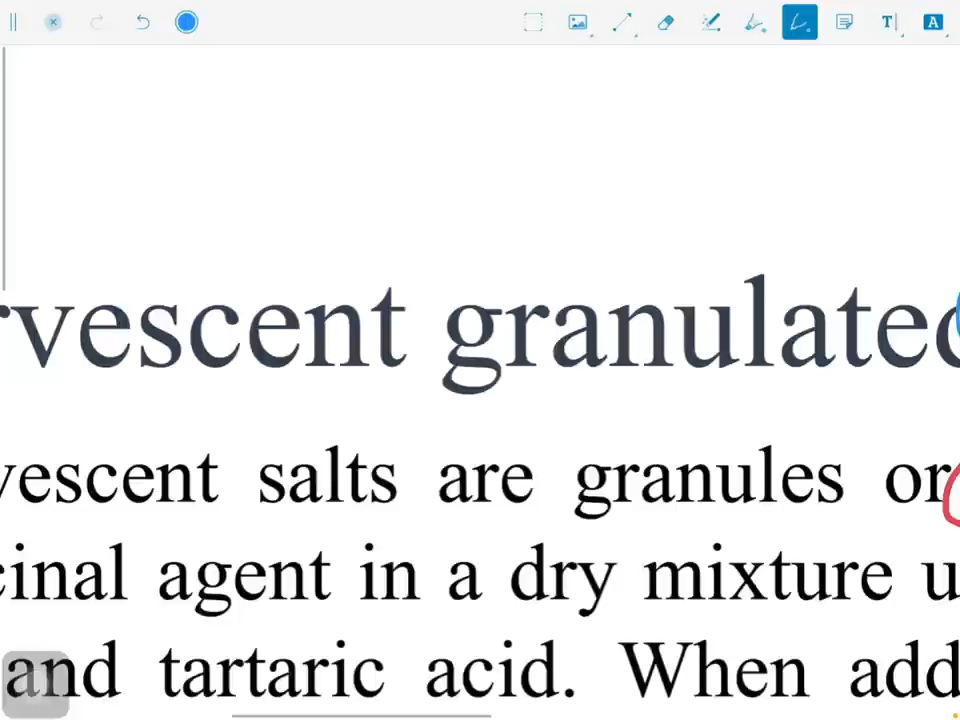 rvescent granulated
vescent salts are granules or
cinal agent in a dry mixture u
and tartaric acid. When add